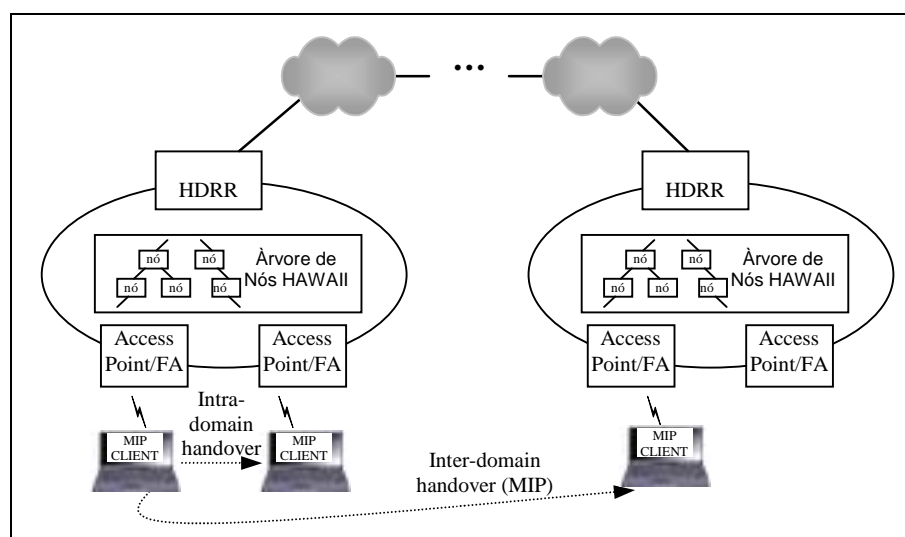 ...
HDRR
HDRR
nó nó
nó nó nó
Àrvore de
Nós HAWAII
nó nó
nó nó nó
Àrvore de
Nós HAWAII
Access
Point/FA
Access
Point/FA
Access
Point/FA
Access
Point/FA
Intra-
domain
handover
MIP
CLIENT
MIP
CLIENT
MIP
CLIENT
Inter-domain
handover (MIP)